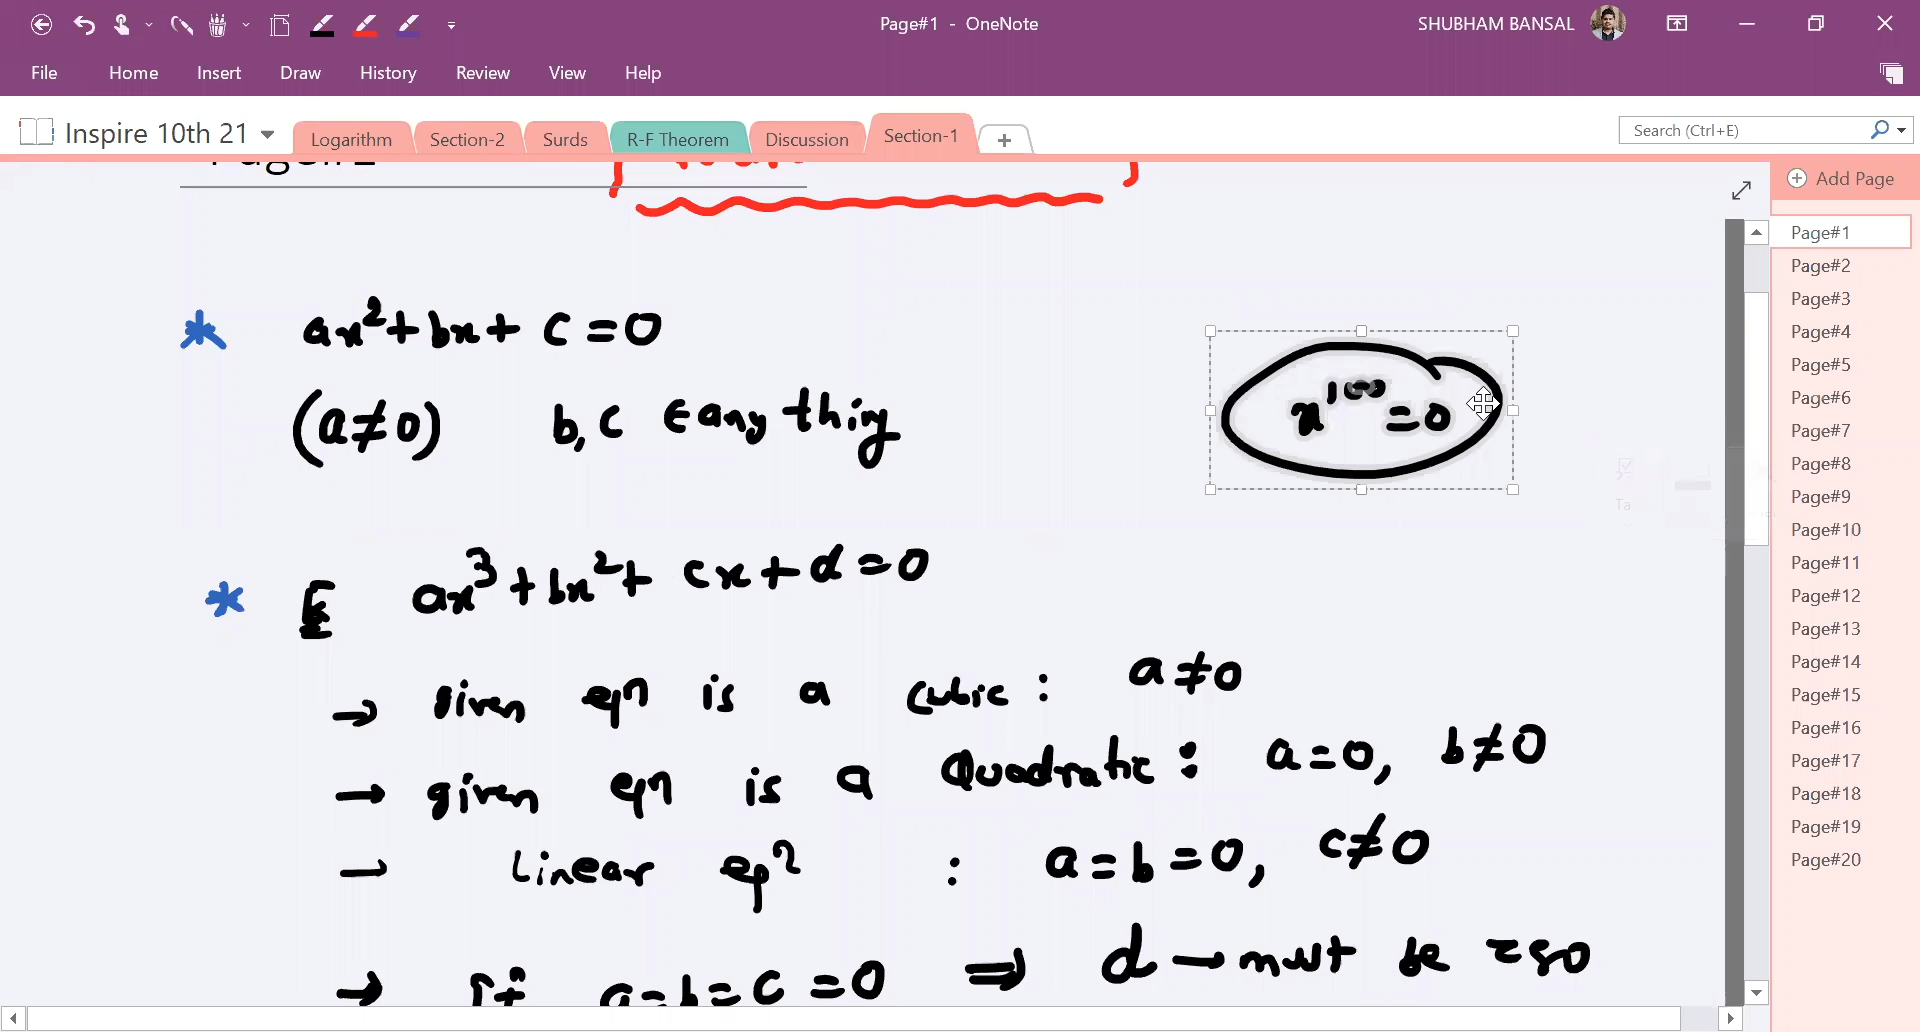 Page#1 - OneNote
SHUBHAM BANSAL
File Home Insert Draw History Review View Help
Inspire 10th 21
Logarithm Section-2 Surds R-F Theorem Discussion Section-1
Search (Ctrl+E)
Add Page
ax²+bx+c=0
(a≠0) b,c ∈ any thing
x¹⁰⁰=0
ax³+bx²+cx+d=0
→ given eqn is a cubic : a≠0
→ given eqn is a Quadratic : a=0, b≠0
→ Linear eqn : a=b=0, c≠0
→ If a=b=c=0 ⇒ d → must be zero
Page#1
Page#2
Page#3
Page#4
Page#5
Page#6
Page#7
Page#8
Page#9
Page#10
Page#11
Page#12
Page#13
Page#14
Page#15
Page#16
Page#17
Page#18
Page#19
Page#20